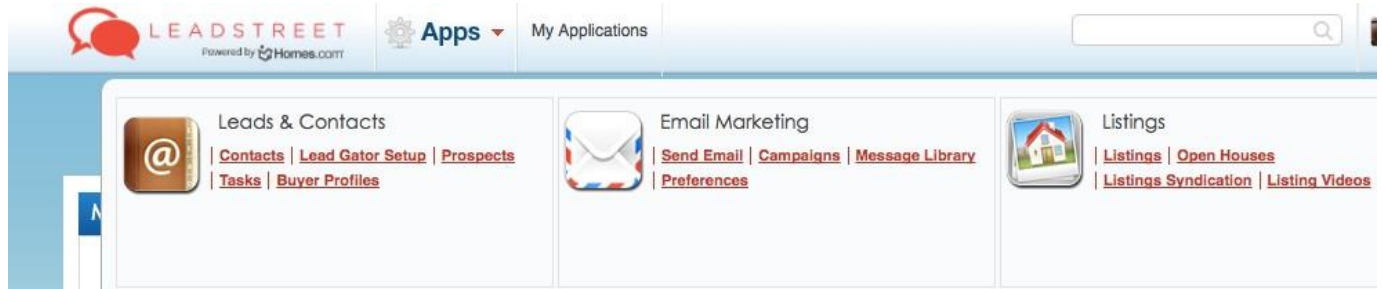 LEADSTREET
Powered by Homes.com
Apps
My Applications
Leads & Contacts
Contacts | Lead Gator Setup | Prospects
Tasks | Buyer Profiles
@
Email Marketing
Send Email | Campaigns | Message Library
Preferences
Listings
Listings | Open Houses
Listings Syndication | Listing Videos